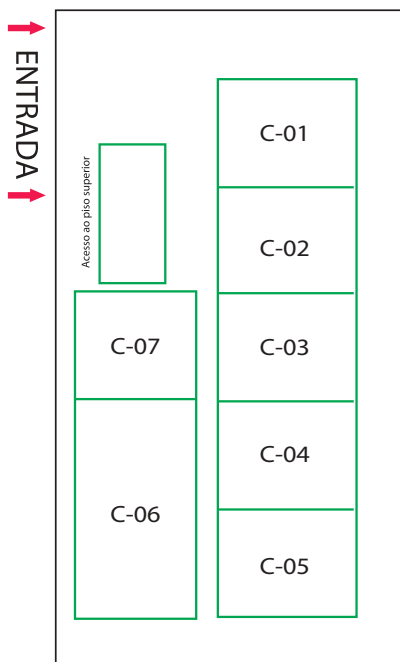 ENTRADA
Acesso ao piso superior
C-01
C-02
C-03
C-04
C-05
C-07
C-06